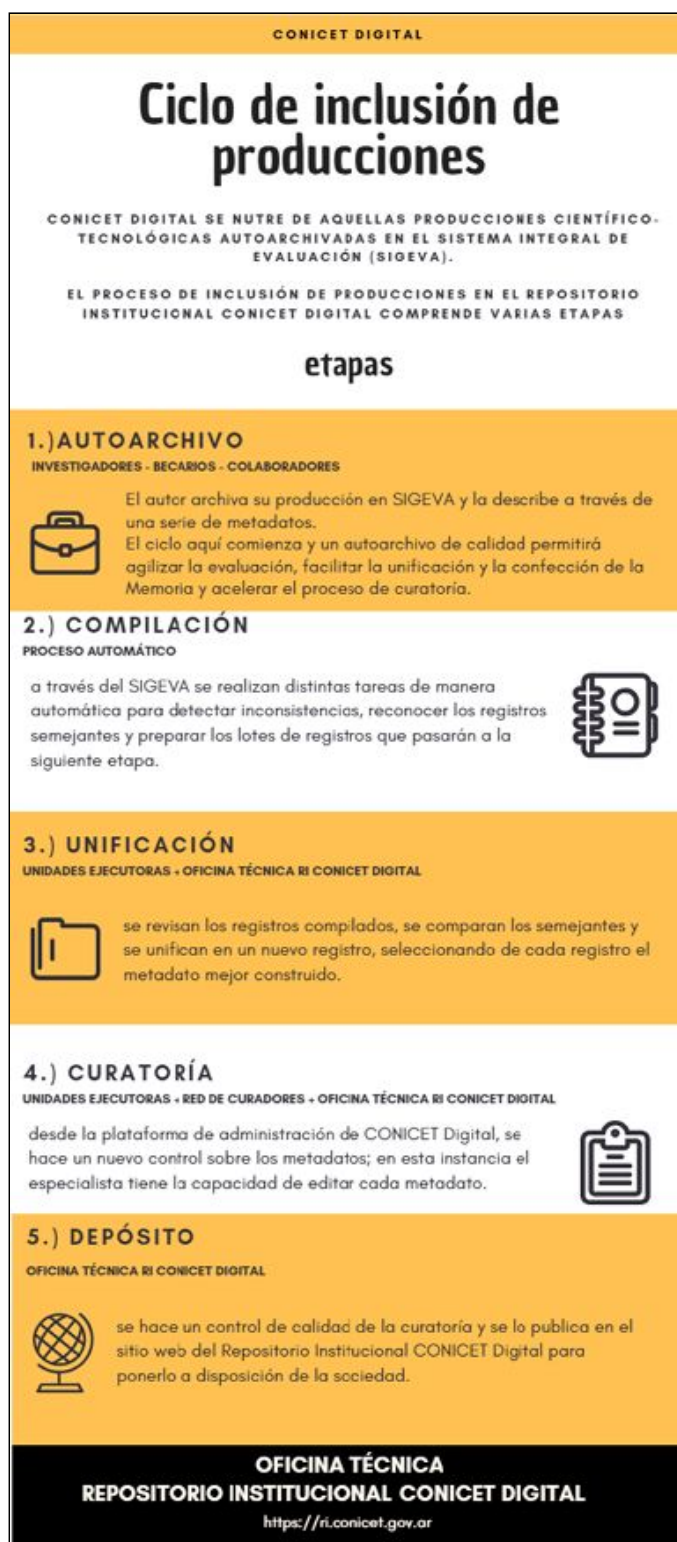 CONICET DIGITAL
Ciclo de inclusión de
producciones
CONICET DIGITAL SE NUTRE DE AQUELLAS PRODUCCIONES CIENTÍFICO-
TECNOLÓGICAS AUTOARCHIVADAS EN EL SISTEMA INTEGRAL DE
EVALUACIÓN (SIGEVA).
EL PROCESO DE INCLUSIÓN DE PRODUCCIONES EN EL REPOSITORIO
INSTITUCIONAL CONICET DIGITAL COMPRENDE VARIAS ETAPAS
etapas
1.)AUTOARCHIVO
INVESTIGADORES - BECARIOS - COLABORADORES
El autor archiva su producción en SIGEVA y la describe a través de
una serie de metadatos.
El ciclo aquí comienza y un autoarchivo de calidad permitirá
agilizar la evaluación, facilitar la unificación y la confección de la
Memoria y acelerar el proceso de curatoría.
2.) COMPILACIÓN
PROCESO AUTOMÁTICO
a través del SIGEVA se realizan distintas tareas de manera
automática para detectar inconsistencias, reconocer los registros
semejantes y preparar los lotes de registros que pasarán a la
siguiente etapa.
3.) UNIFICACIÓN
UNIDADES EJECUTORAS + OFICINA TÉCNICA RI CONICET DIGITAL
se revisan los registros compilados, se comparan los semejantes y
se unifican en un nuevo registro, seleccionando de cada registro el
metadato mejor construido.
4.) CURATORÍA
UNIDADES EJECUTORAS + RED DE CURADORES + OFICINA TÉCNICA RI CONICET DIGITAL
desde la plataforma de administración de CONICET Digital, se
hace un nuevo control sobre los metadatos; en esta instancia el
especialista tiene la capacidad de editar cada metadato.
5.) DEPÓSITO
OFICINA TÉCNICA RI CONICET DIGITAL
se hace un control de calidad de la curatoría y se lo publica en el
sitio web del Repositorio Institucional CONICET Digital para
ponerlo a disposición de la sociedad.
OFICINA TÉCNICA
REPOSITORIO INSTITUCIONAL CONICET DIGITAL
https://ri.conicet.gov.ar